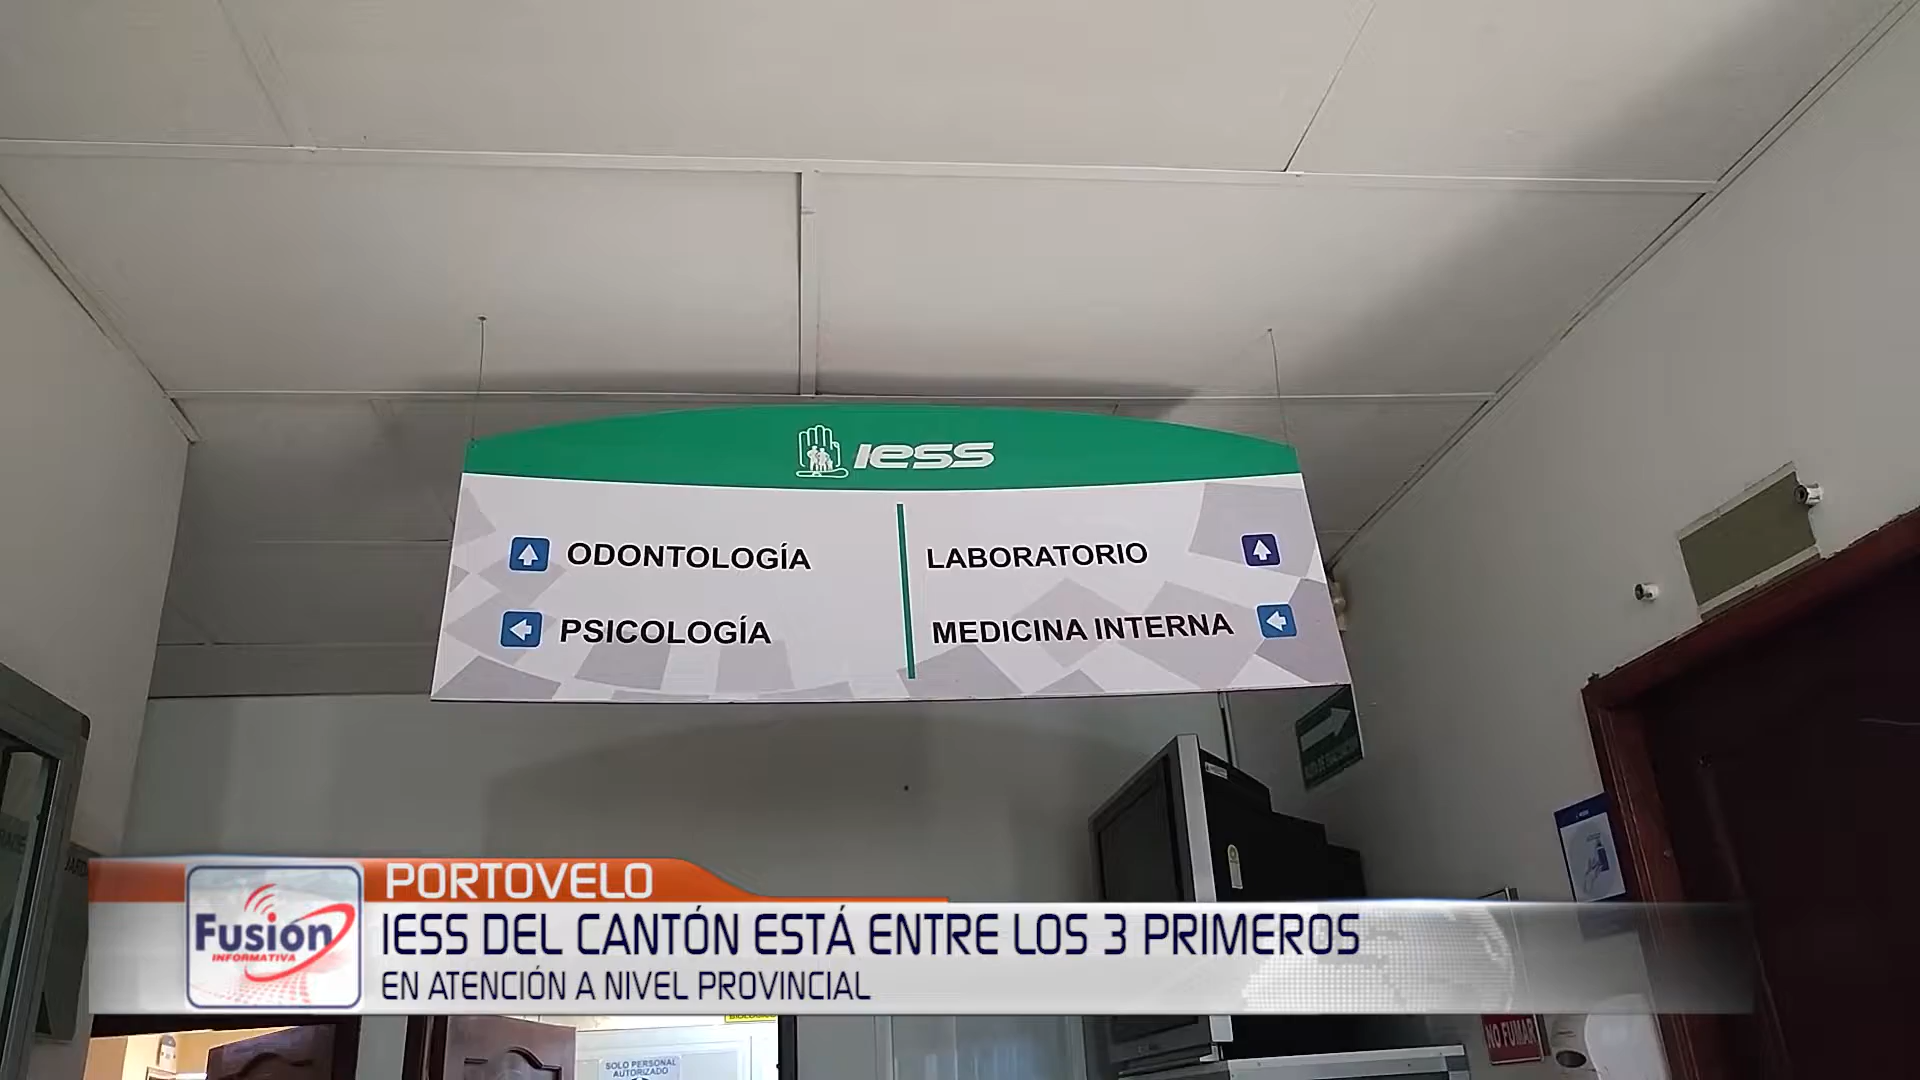 IESS
ODONTOLOGÍA
PSICOLOGÍA
LABORATORIO
MEDICINA INTERNA
PORTOVELO
IESS DEL CANTÓN ESTÁ ENTRE LOS 3 PRIMEROS
EN ATENCIÓN A NIVEL PROVINCIAL
Fusión
INFORMATIVA
SOLO PERSONAL
AUTORIZADO
NO FUMAR